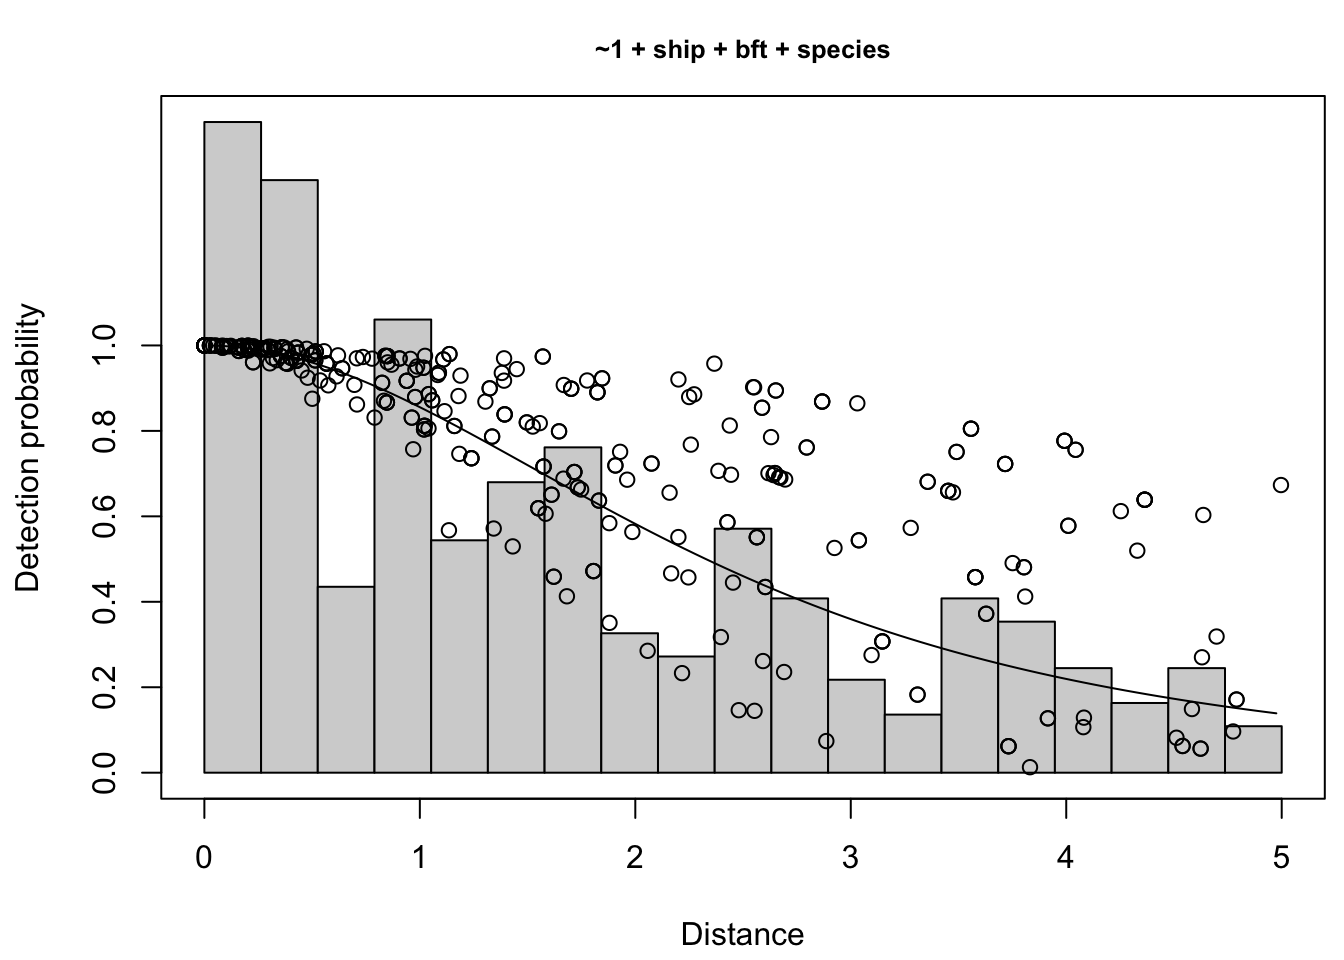 ~1 + ship + bft + species
Detection probability
1.0
0.8
0.6
0.4
0.2
0.0
0 1 2 3 4 5
Distance